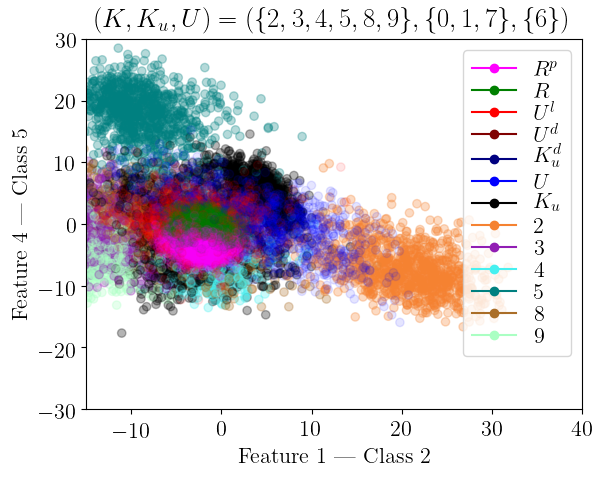 (K, K_u, U) = ({2, 3, 4, 5, 8, 9}, {0, 1, 7}, {6})
30
20
10
0
−10
−20
−30
Feature 4 — Class 5
−10 0 10 20 30 40
Feature 1 — Class 2
R^p
R
U^l
U^d
K_u^d
U
K_u
2
3
4
5
8
9